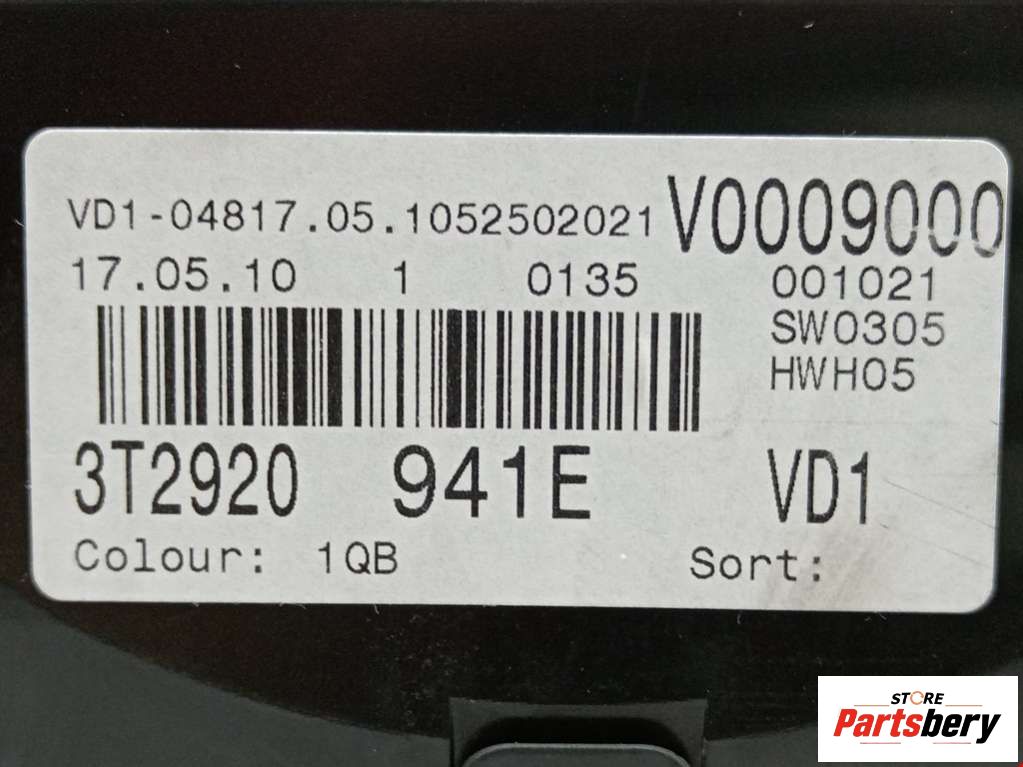 VD1-04817.05.1052502021 V0009000
17.05.10 1 0135 001021
SW0305
HWH05
3T2920 941E VD1
Colour: 1QB Sort:
STORE
Partsbery